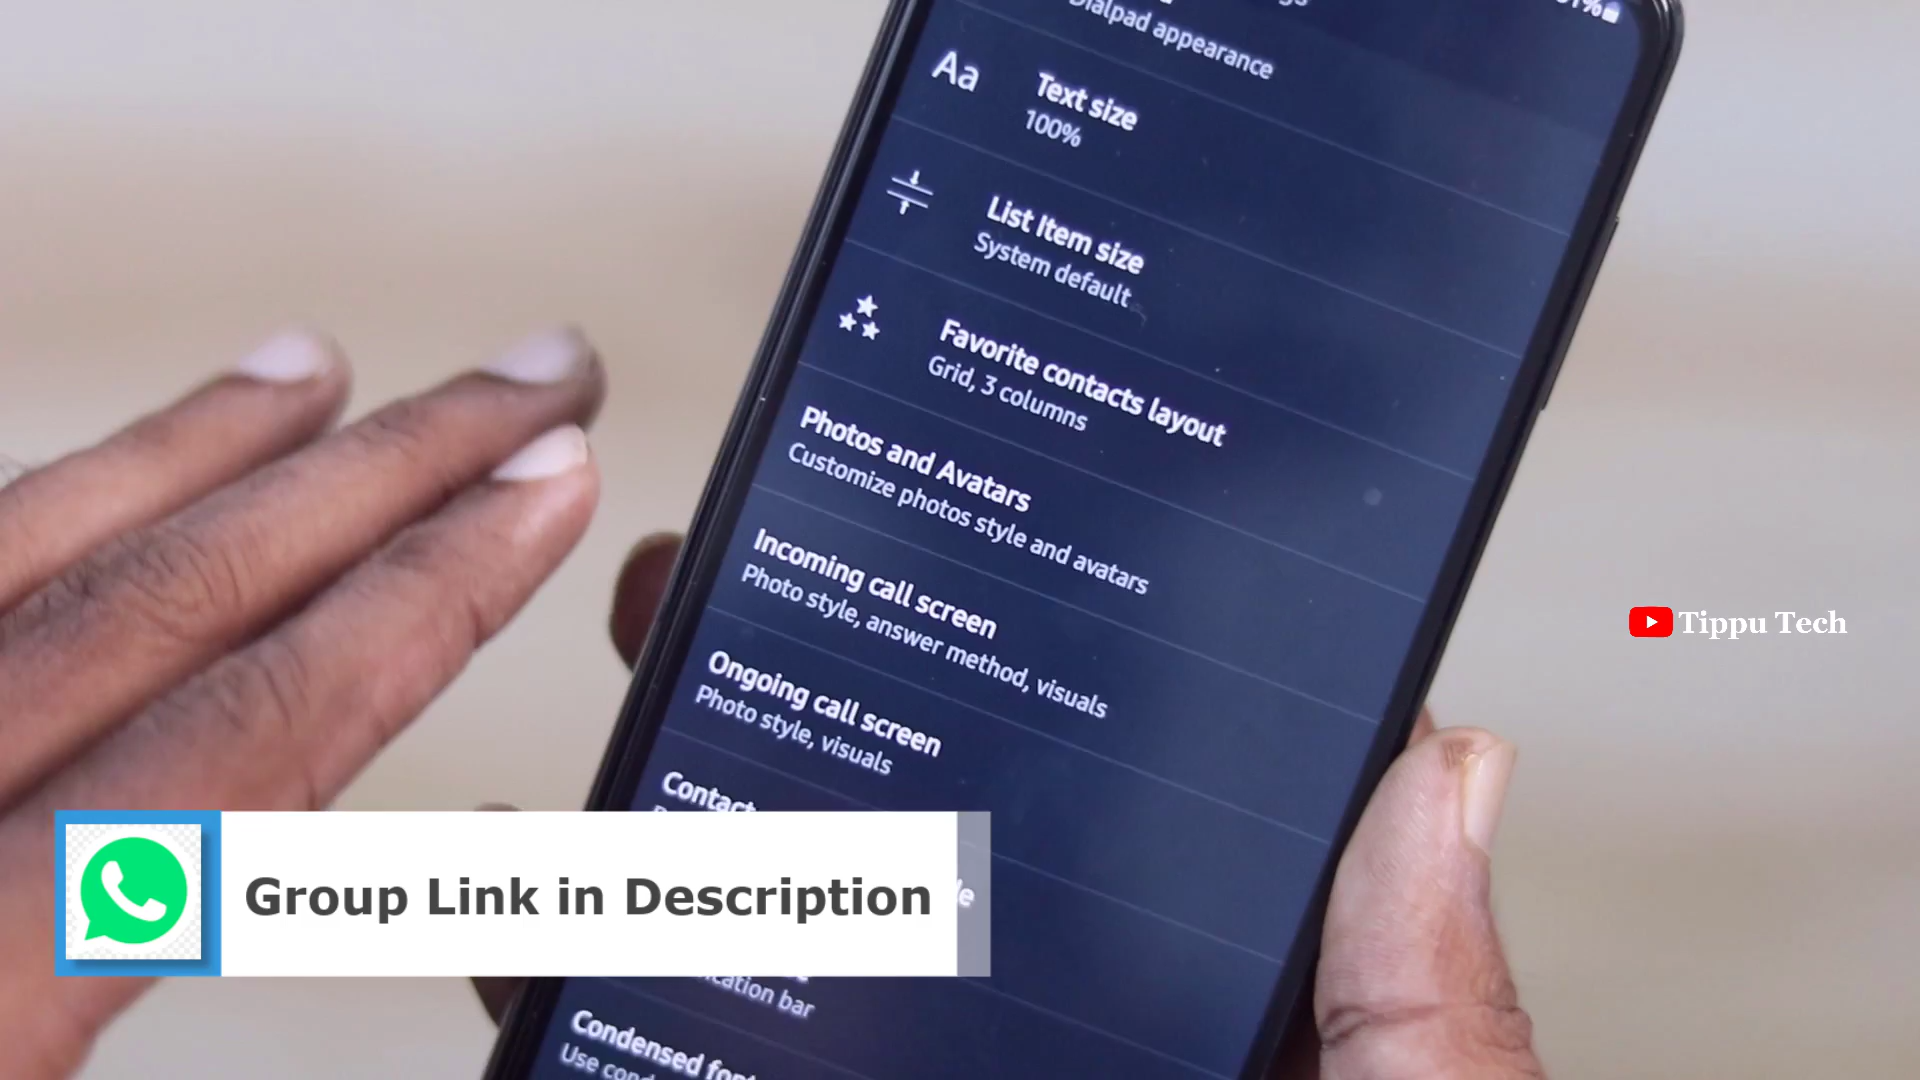 Dialpad appearance
Aa
Text size
100%
List Item size
System default
Favorite contacts layout
Grid, 3 columns
Photos and Avatars
Customize photos style and avatars
Incoming call screen
Photo style, answer method, visuals
Ongoing call screen
Photo style, visuals
Tippu Tech
Group Link in Description
bar
Condensed
Use